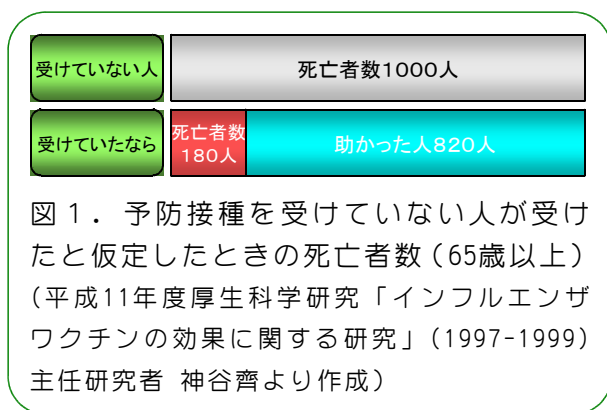 受けていない人
死亡者数1000人
受けていたなら
死亡者数
180人
助かった人820人
図1．予防接種を受けていない人が受け
たと仮定したときの死亡者数（65歳以上）
(平成11年度厚生科学研究「インフルエンザ
ワクチンの効果に関する研究」(1997-1999)
主任研究者 神谷齊より作成）